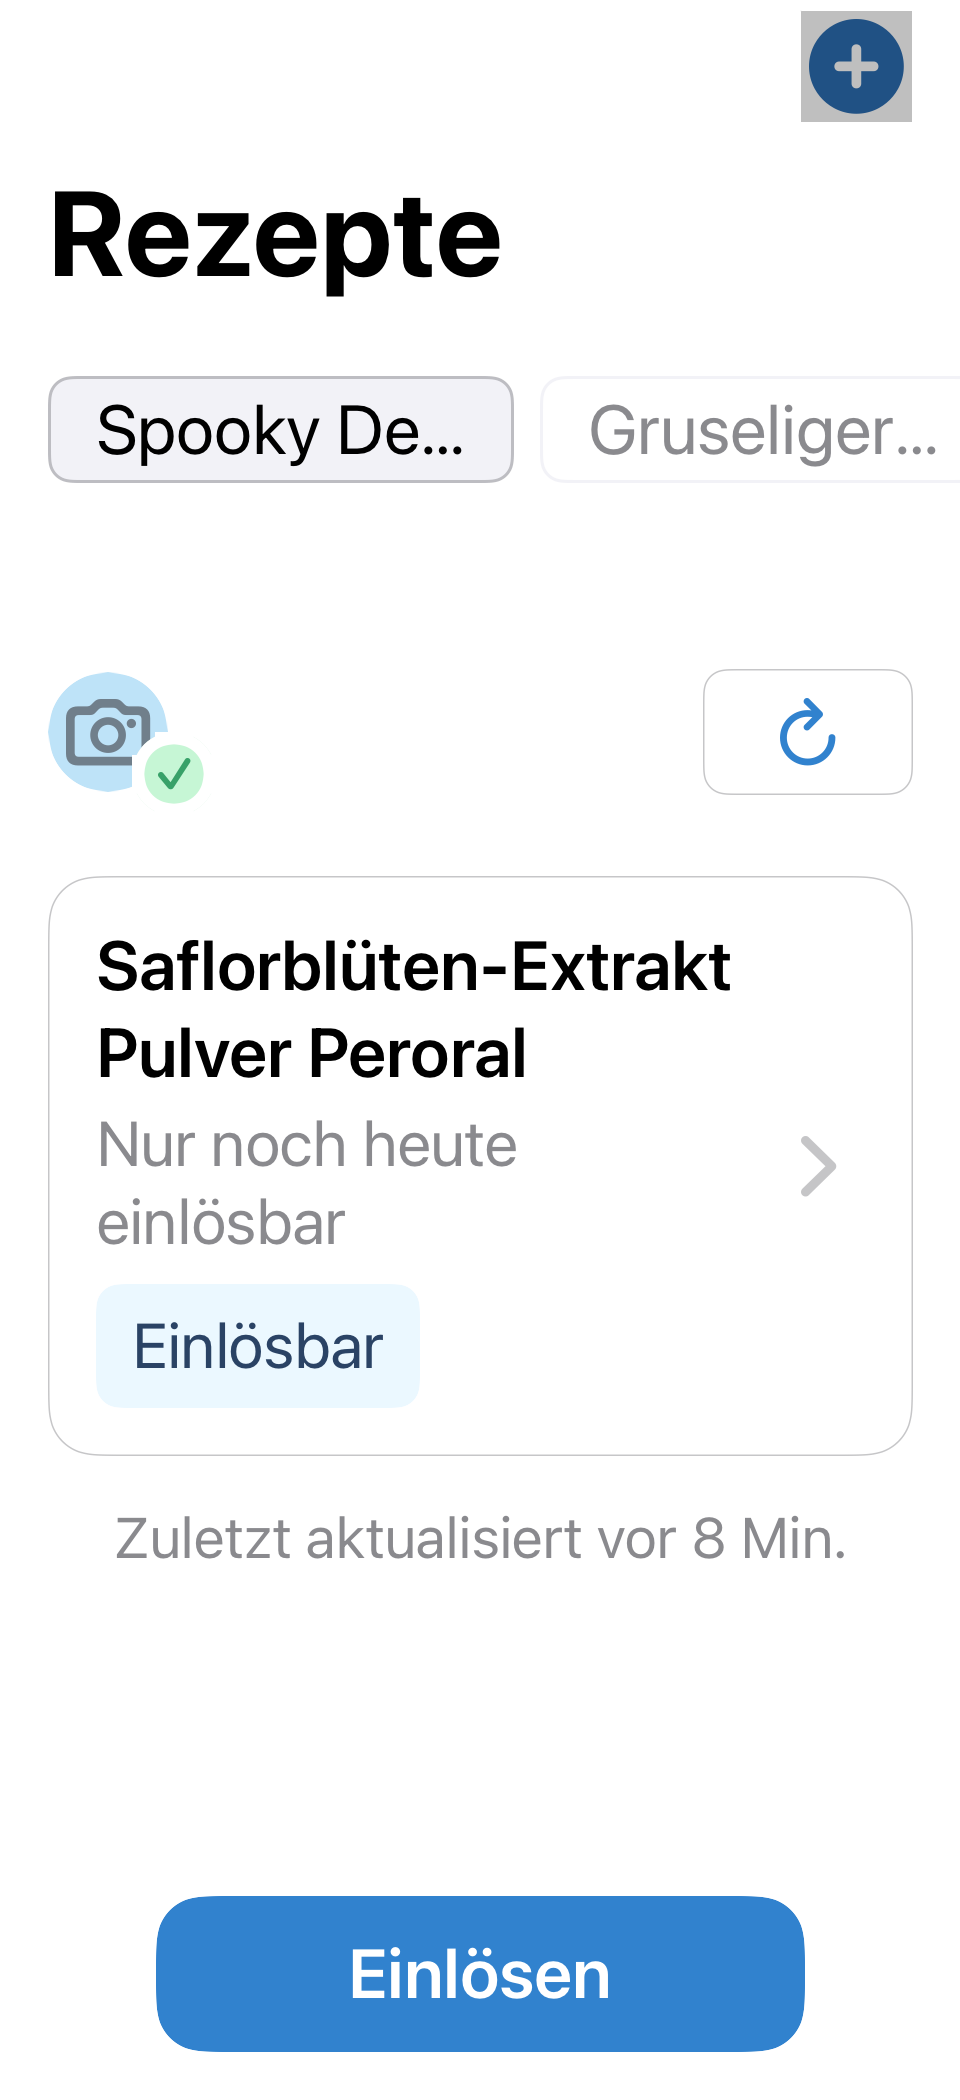 Rezepte
Spooky De...
Gruseliger...
Saflorblüten-Extrakt
Pulver Peroral
Nur noch heute
einlösbar
Einlösbar
Zuletzt aktualisiert vor 8 Min.
Einlösen